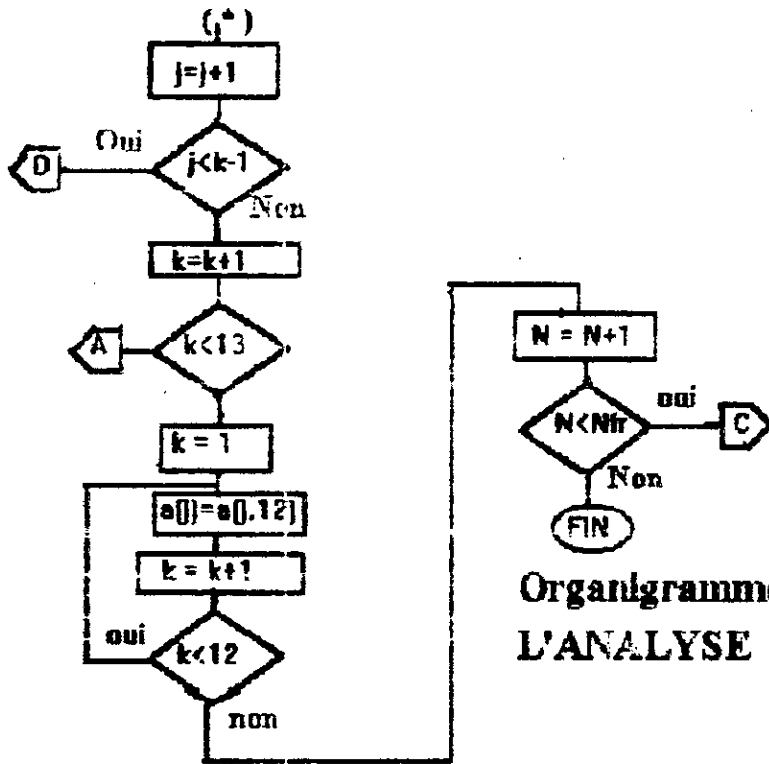 (*)
j=j+1
Oui
D
j<k-1
Non
k=k+1
A
k<13
k = 1
a(j)=a(j,12)
k = k+1
oui
k<12
non
N = N+1
oui
N<Nfr
C
Non
FIN
Organigramme
L'ANALYSE